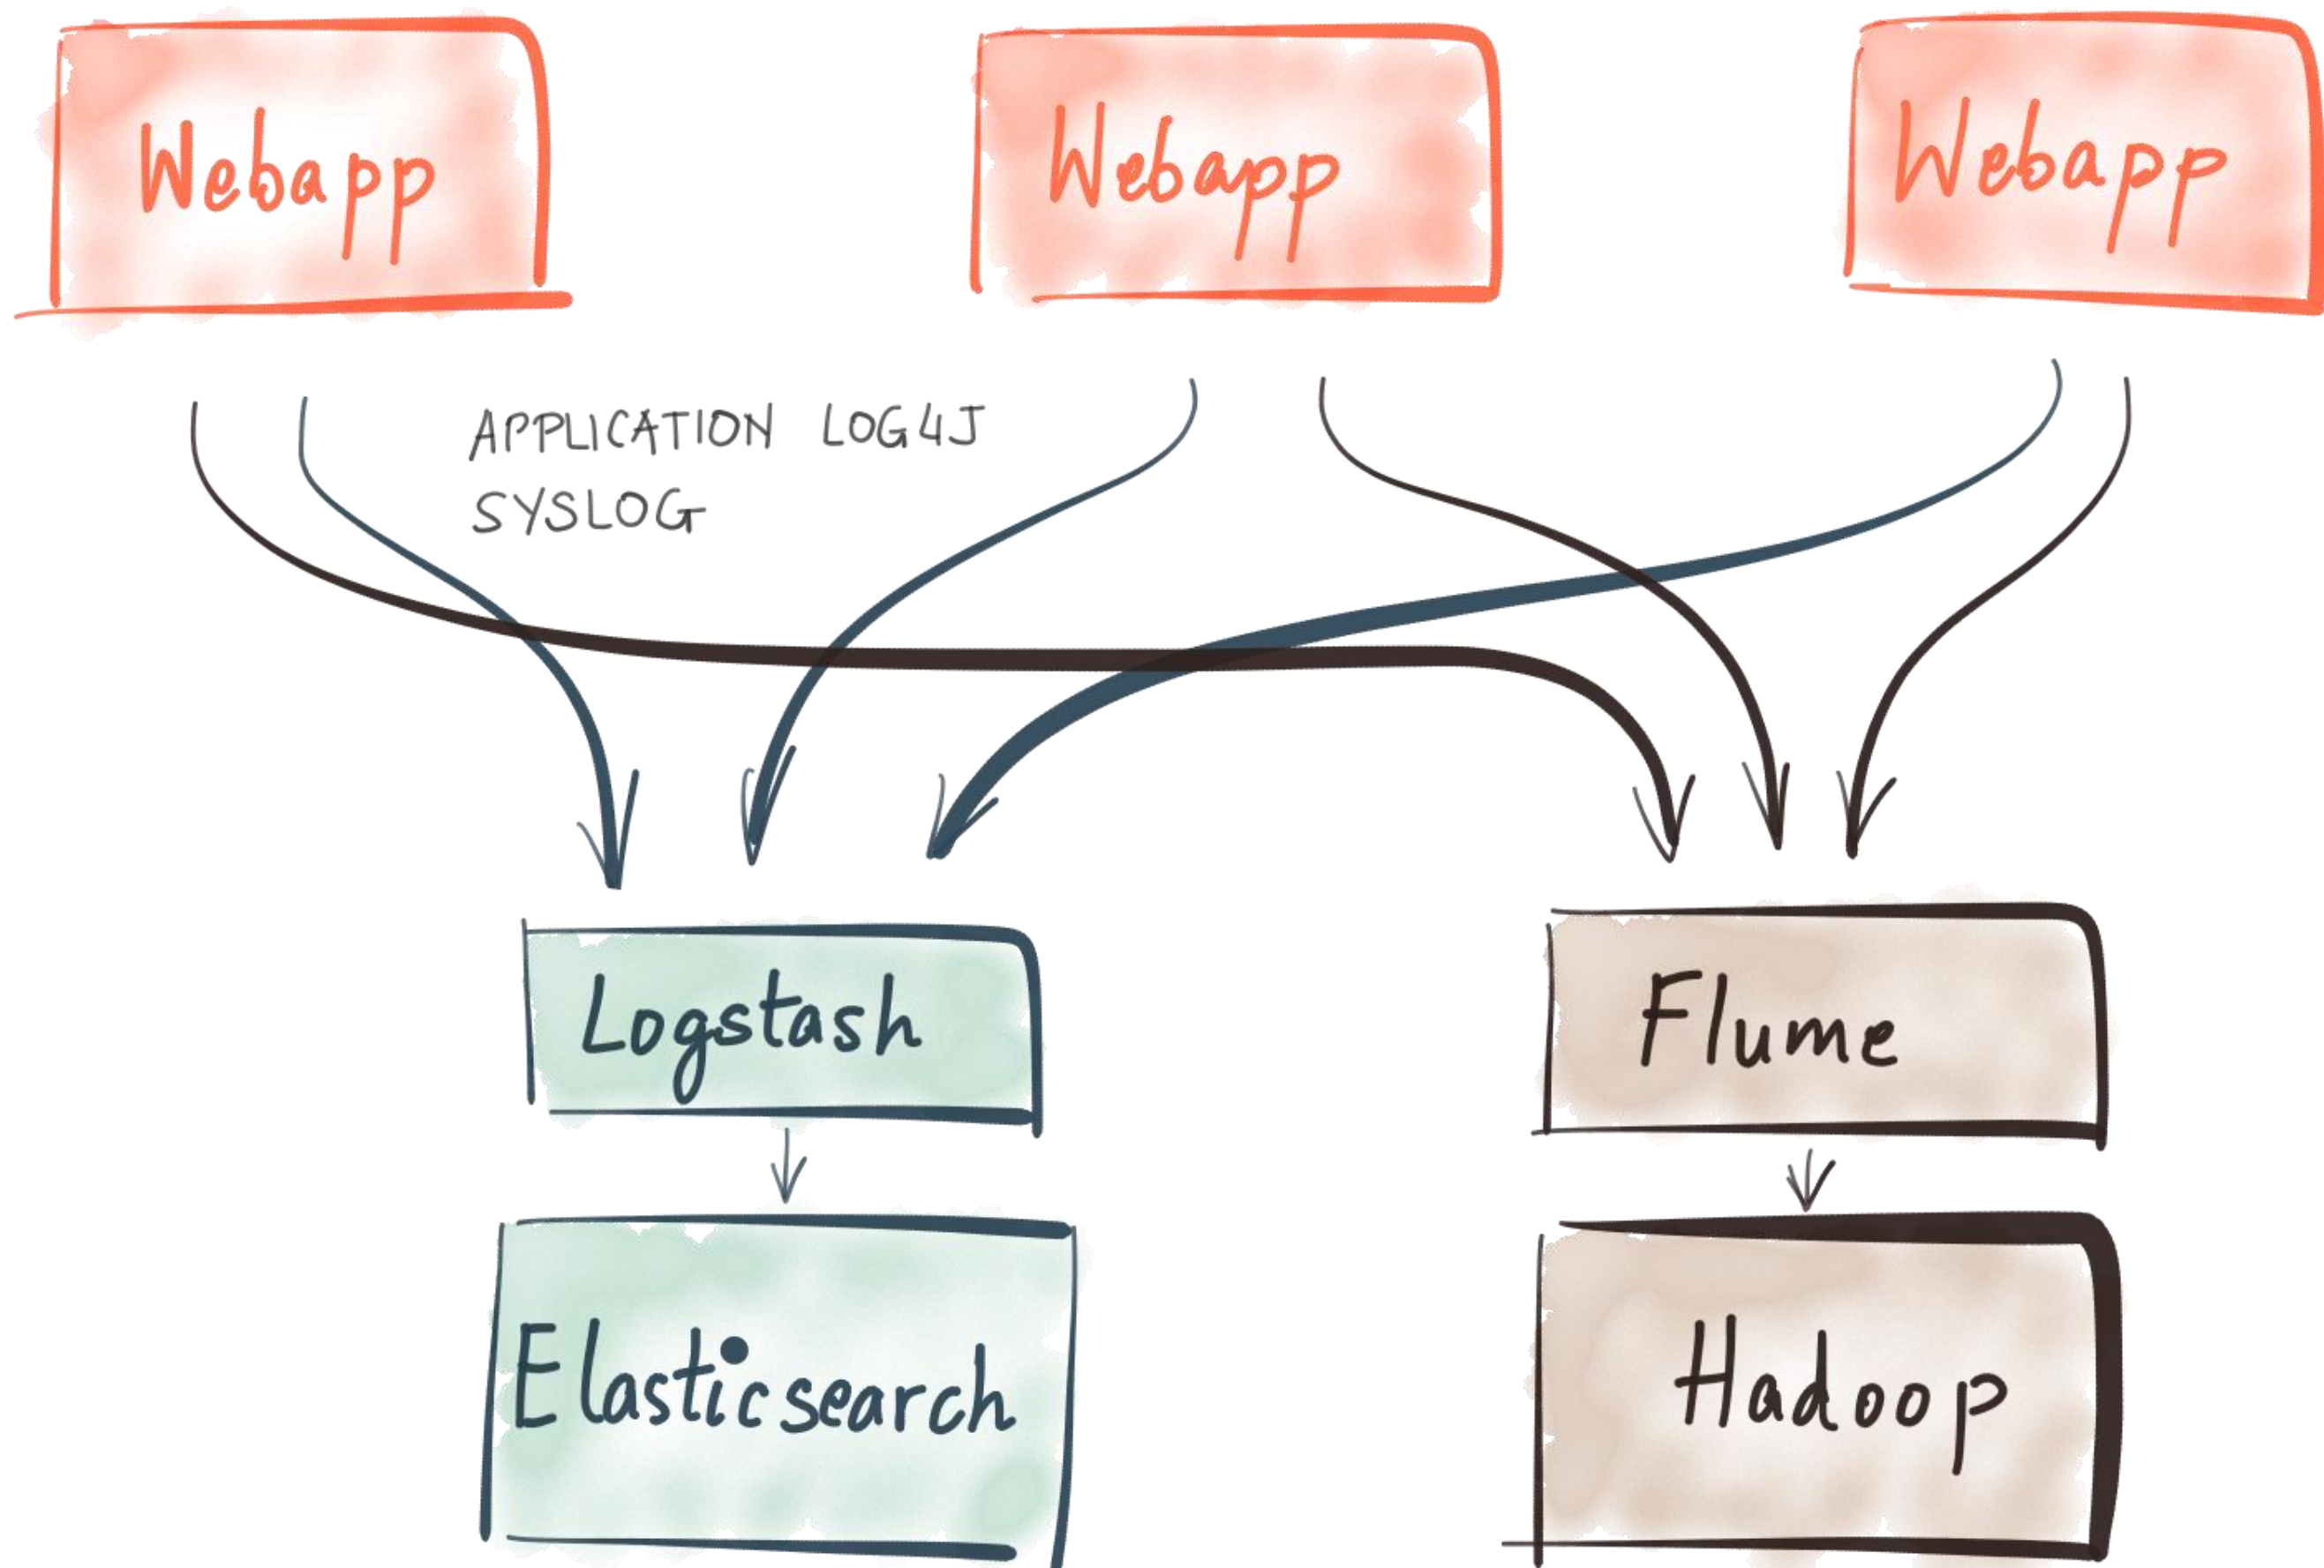 Webapp
Webapp
Webapp
APPLICATION LOG4J
SYSLOG
Logstash
Flume
Elasticsearch
Hadoop